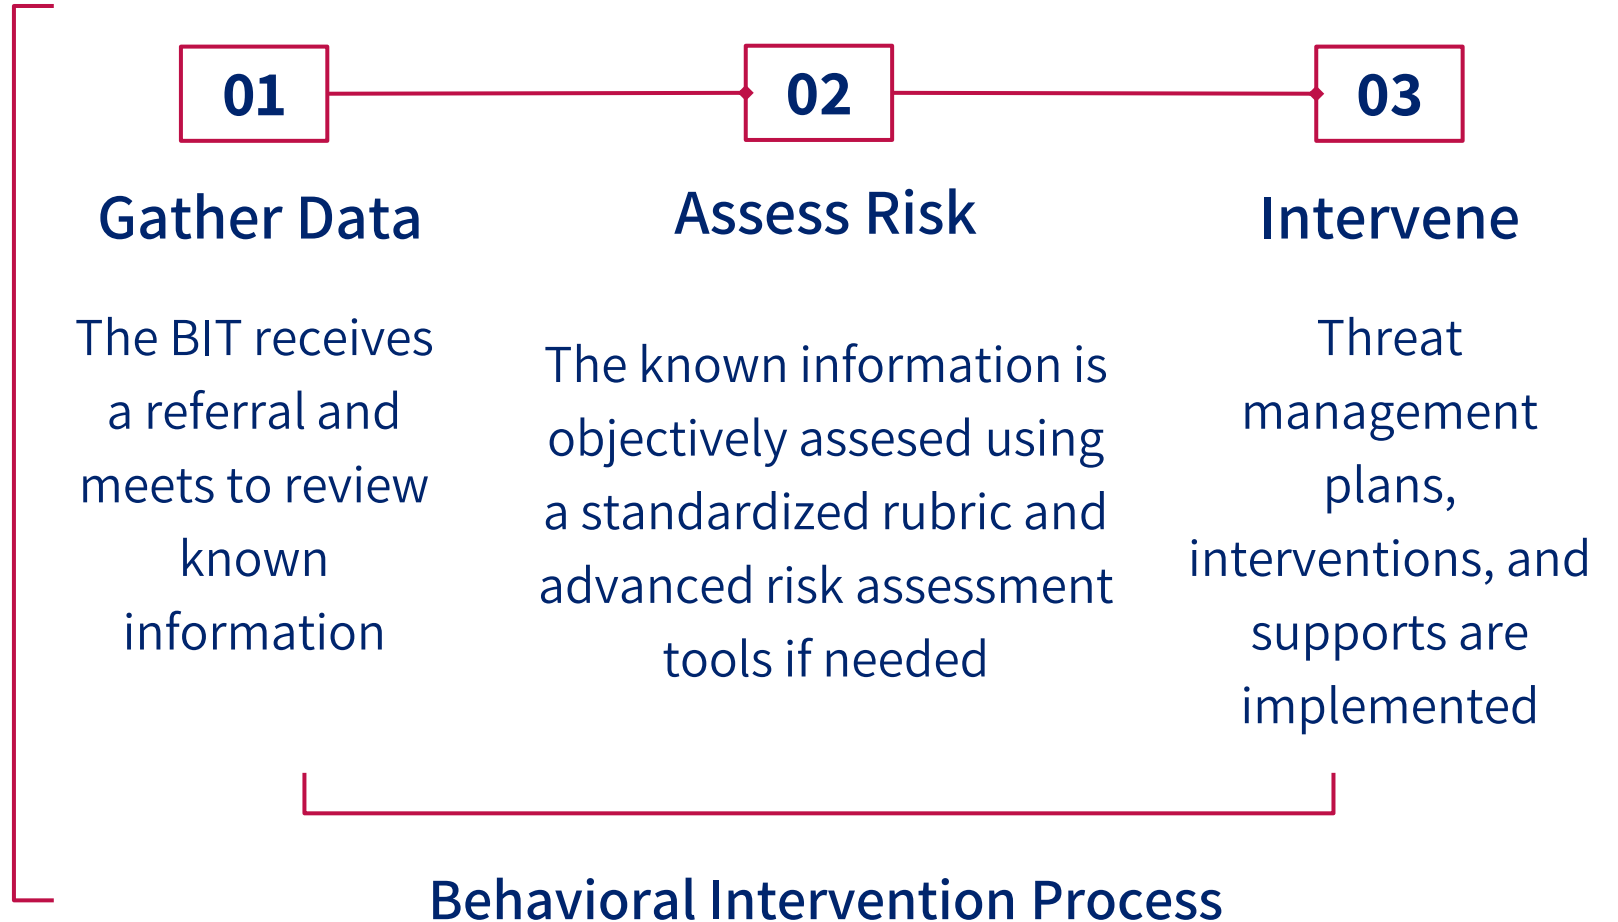 01
Gather Data
The BIT receives
a referral and
meets to review
known
information
02
Assess Risk
The known information is
objectively assesed using
a standardized rubric and
advanced risk assessment
tools if needed
03
Intervene
Threat
management
plans,
interventions, and
supports are
implemented
Behavioral Intervention Process